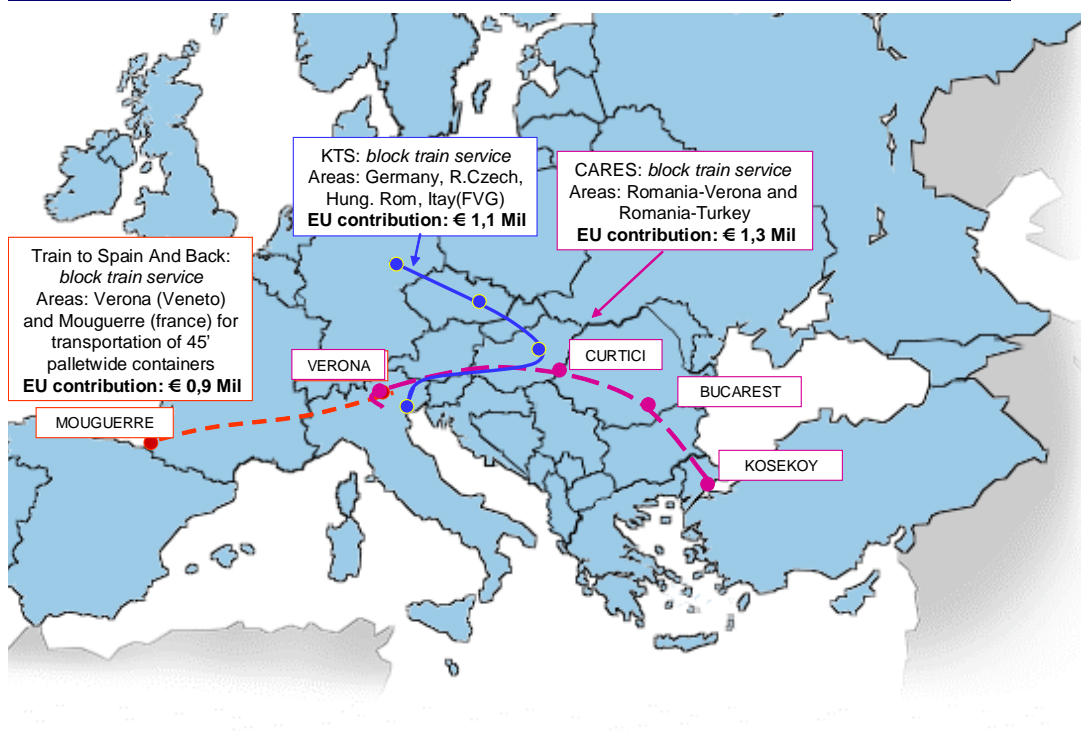 KTS: block train service
Areas: Germany, R.Czech,
Hung. Rom, Itay(FVG)
EU contribution: € 1,1 Mil
CARES: block train service
Areas: Romania-Verona and
Romania-Turkey
EU contribution: € 1,3 Mil
Train to Spain And Back:
block train service
Areas: Verona (Veneto)
and Mouguerre (france) for
transportation of 45’
palletwide containers
EU contribution: € 0,9 Mil
VERONA
CURTICI
BUCAREST
MOUGUERRE
KOSEKOY